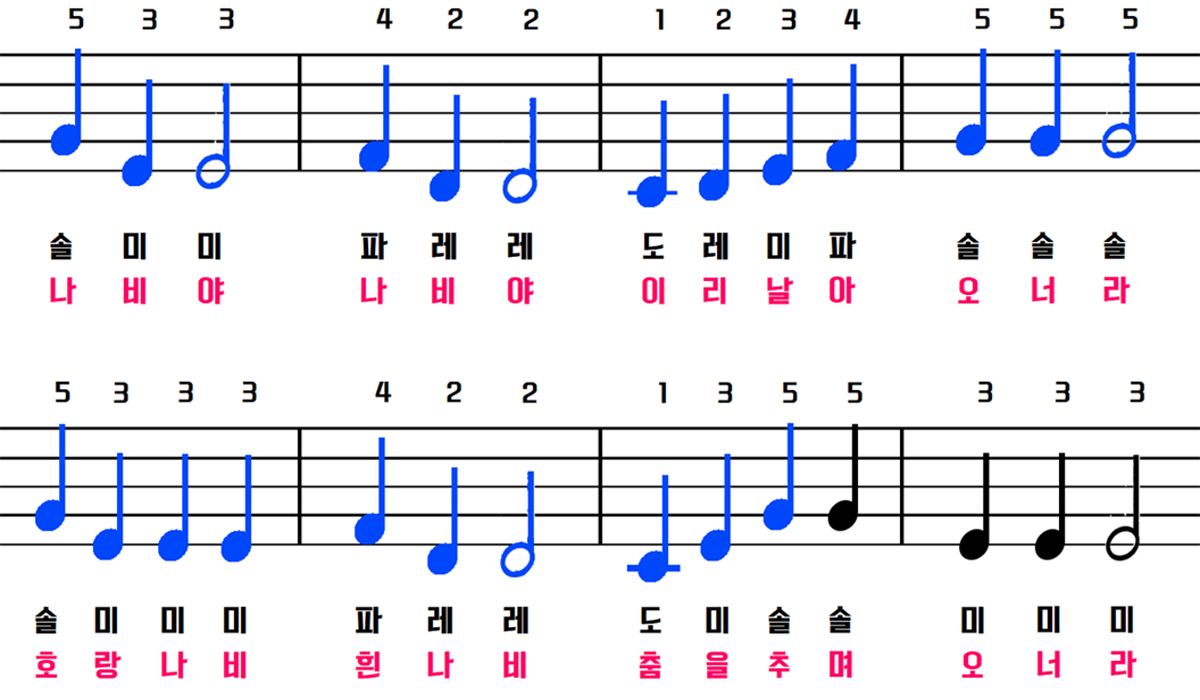 5 3 3 4 2 2 1 2 3 4 5 5 5
솔 미 미 파 레 레 도 레 미 파 솔 솔 솔
나 비 야 나 비 야 이 리 날 아 오 너 라
5 3 3 3 4 2 2 1 3 5 5 3 3 3
솔 미 미 미 파 레 레 도 미 솔 솔 미 미 미
호 랑 나 비 흰 나 비 춤 을 추 며 오 너 라